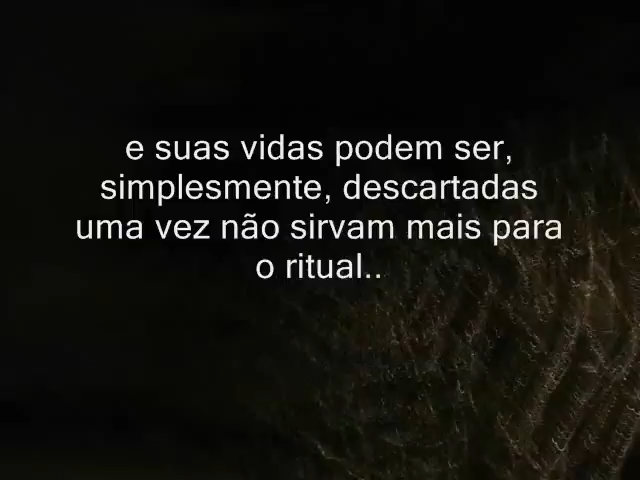 e suas vidas podem ser,
simplesmente, descartadas
uma vez não sirvam mais para
o ritual..